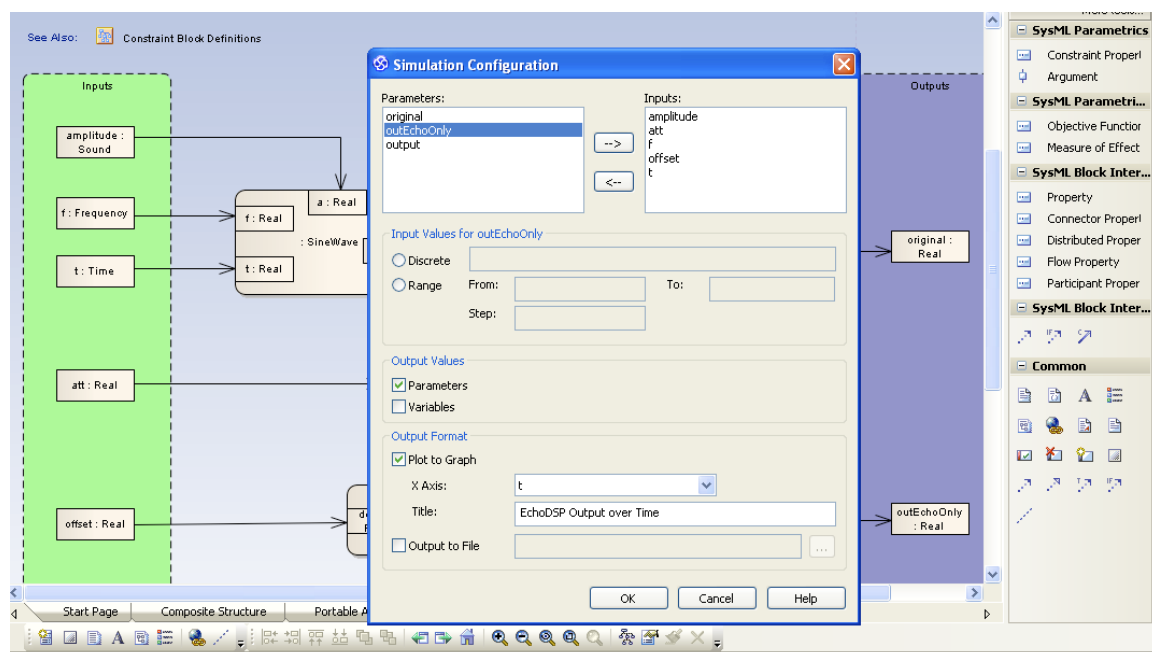 See Also:
Constraint Block Definitions
Inputs
amplitude :
Sound
f : Frequency
t : Time
att : Real
offset : Real
a : Real
f : Real
: SineWave
t : Real
Simulation Configuration
Parameters:
original
outEchoOnly
output
-->
<--
Inputs:
amplitude
att
f
offset
t
Input Values for outEchoOnly
Discrete
Range
From:
To:
Step:
Output Values
Parameters
Variables
Output Format
Plot to Graph
X Axis:
t
Title:
EchoDSP Output over Time
Output to File
...
OK
Cancel
Help
Outputs
original :
Real
outEchoOnly
: Real
SysML Parametrics
Constraint Propert
Argument
SysML Parametri...
Objective Function
Measure of Effect
SysML Block Inter...
Property
Connector Propert
Distributed Proper
Flow Property
Participant Proper
SysML Block Inter...
Common
Start Page
Composite Structure
Portable A